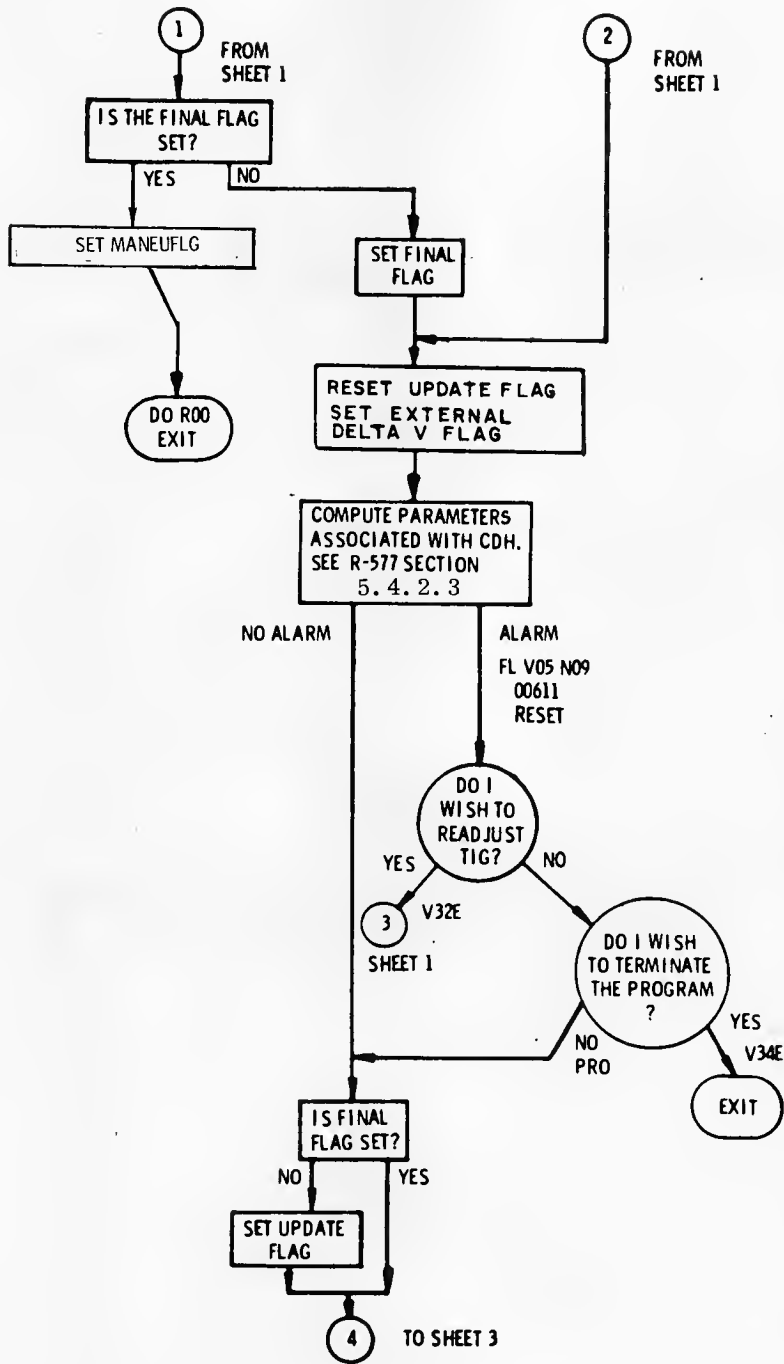 1
FROM
SHEET 1
2
FROM
SHEET 1
IS THE FINAL FLAG
SET?
YES
NO
SET MANEUFLG
SET FINAL
FLAG
DO R00
EXIT
RESET UPDATE FLAG
SET EXTERNAL
DELTA V FLAG
COMPUTE PARAMETERS
ASSOCIATED WITH CDH.
SEE R-577 SECTION
5.4.2.3
NO ALARM
ALARM
FL V05 N09
00611
RESET
DO I
WISH TO
READJUST
TIG?
YES
NO
3
V32E
SHEET 1
DO I WISH
TO TERMINATE
THE PROGRAM
?
NO
PRO
YES
V34E
EXIT
IS FINAL
FLAG SET?
NO
YES
SET UPDATE
FLAG
4
TO SHEET 3